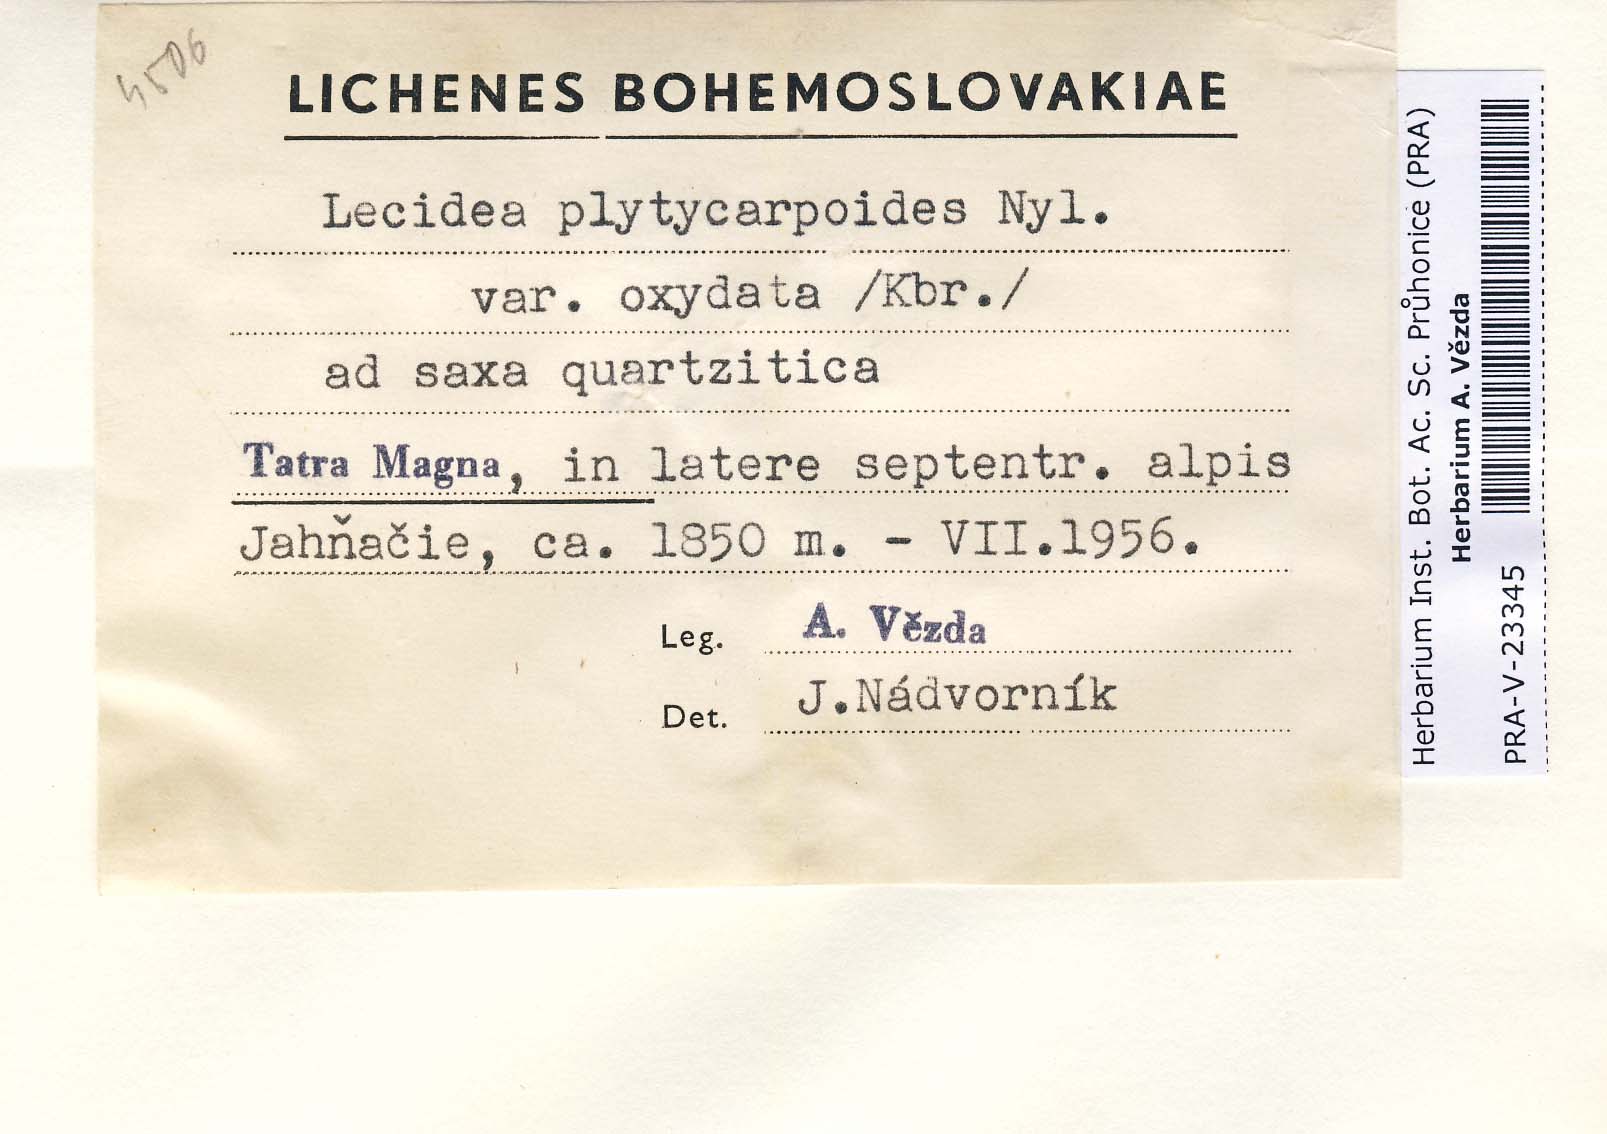 4506
LICHENES BOHEMOSLOVAKIAE
Lecidea plytycarpoides Nyl.
var. oxydata /Kbr./
ad saxa quartzitica
Tatra Magna, in latere septentr. alpis
Jahňačie, ca. 1850 m. - VII.1956.
Leg. A. Vězda
Det. J.Nádvorník
Herbarium Inst. Bot. Ac. Sc. Průhonice (PRA)
Herbarium A. Vězda
PRA-V-23345